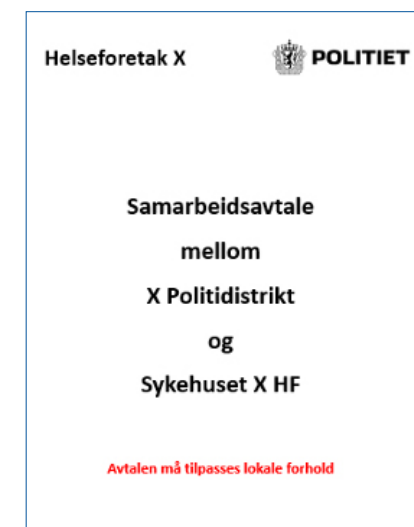 Helseforetak X
POLITIET
Samarbeidsavtale
mellom
X Politidistrikt
og
Sykehuset X HF
Avtalen må tilpasses lokale forhold